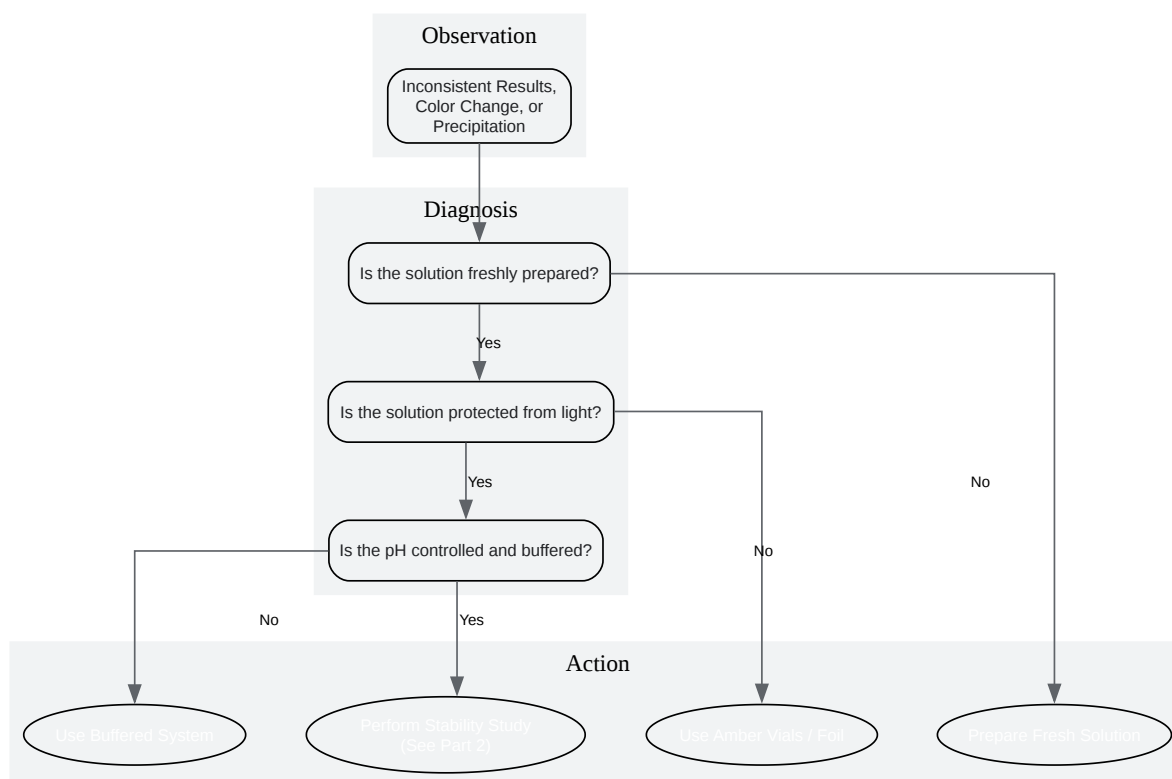 Observation
Inconsistent Results,
Color Change, or
Precipitation
Diagnosis
Is the solution freshly prepared?
Yes
Is the solution protected from light?
Yes
No
Is the pH controlled and buffered?
No
No
Yes
Action
Use Buffered System
Perform Stability Study
(See Part 2)
Use Amber Vials / Foil
Prepare Fresh Solution